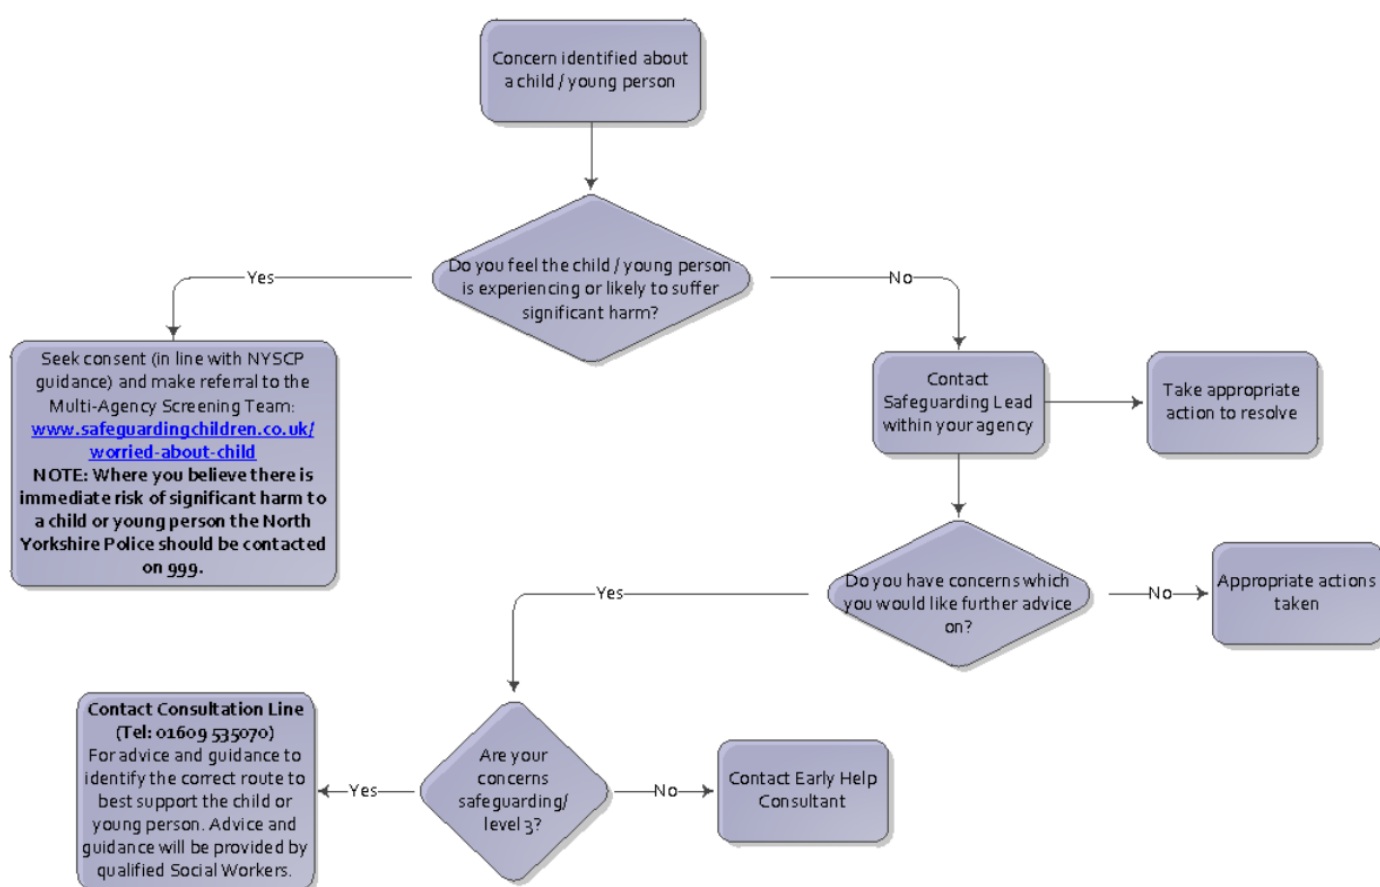 Concern identified about
a child / young person
Do you feel the child / young person
is experiencing or likely to suffer
significant harm?
Yes
No
Seek consent (in line with NYSCP
guidance) and make referral to the
Multi-Agency Screening Team:
www.safeguardingchildren.co.uk/
worried-about-child
NOTE: Where you believe there is
immediate risk of significant harm to
a child or young person the North
Yorkshire Police should be contacted
on 999.
Contact
Safeguarding Lead
within your agency
Take appropriate
action to resolve
Do you have concerns which
you would like further advice
on?
Yes
No
Appropriate actions
taken
Are your
concerns
safeguarding/
level 3?
Yes
No
Contact Consultation Line
(Tel: 01609 535070)
For advice and guidance to
identify the correct route to
best support the child or
young person. Advice and
guidance will be provided by
qualified Social Workers.
Contact Early Help
Consultant